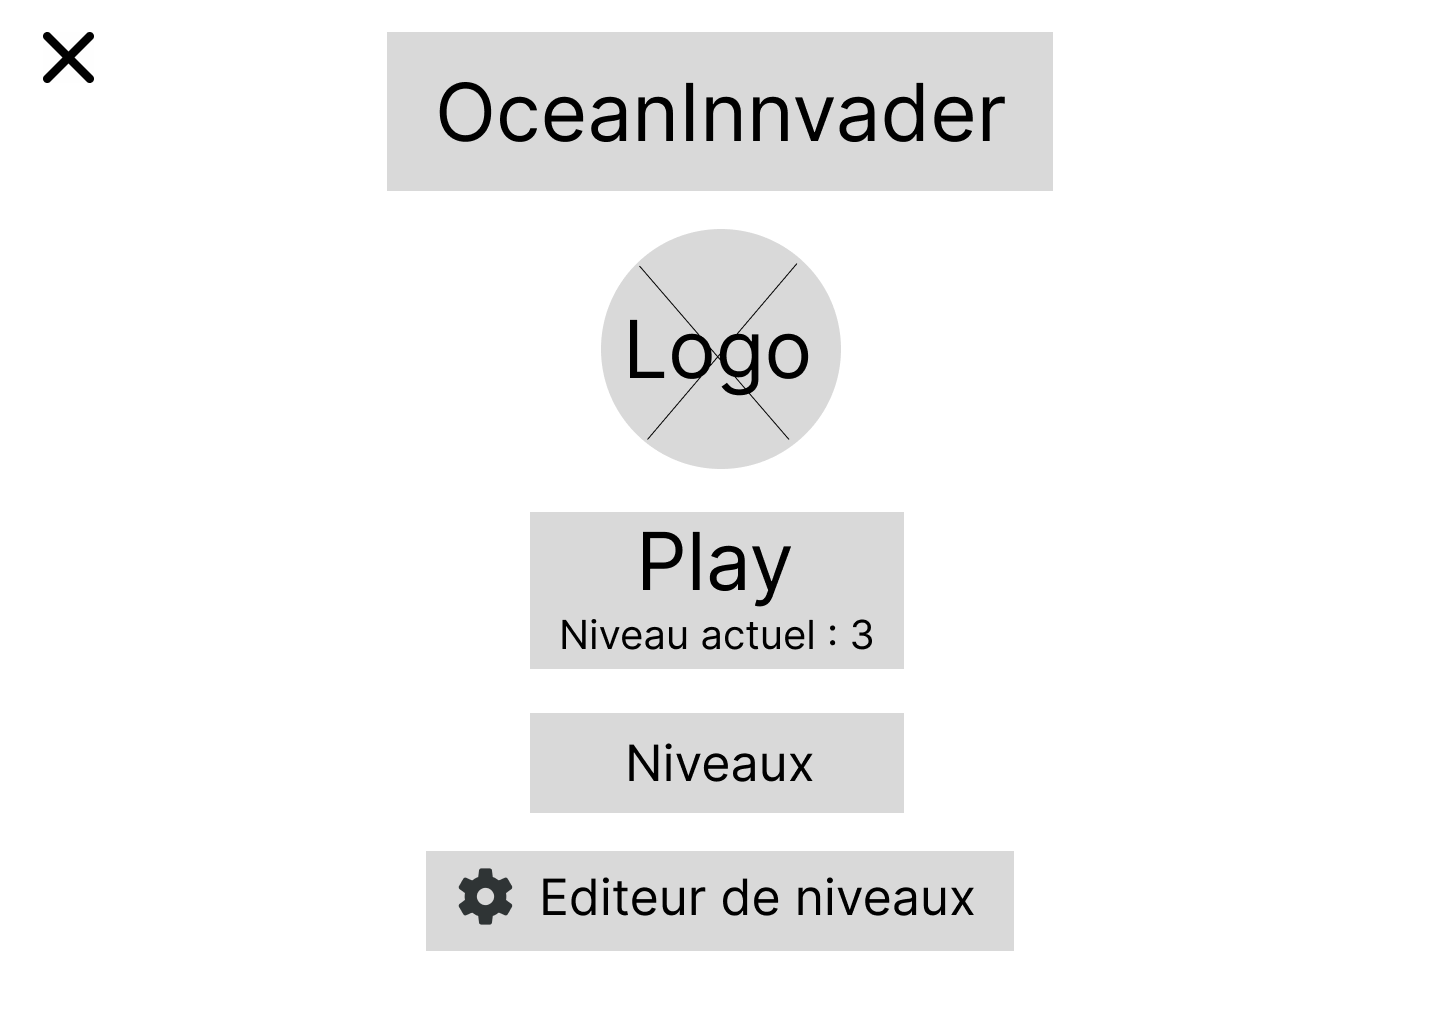 OceanInnvader
Logo
Play
Niveau actuel : 3
Niveaux
Editeur de niveaux